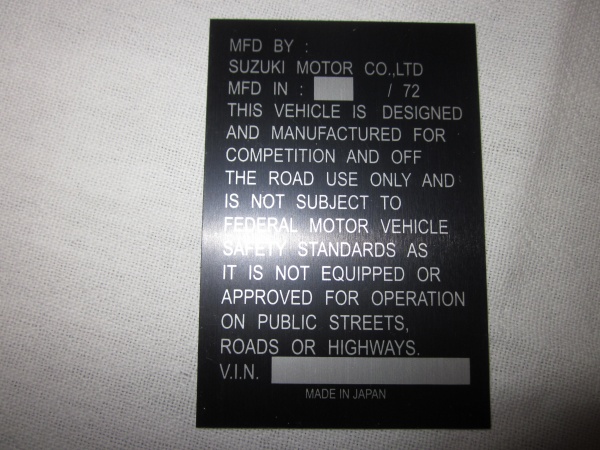 MFD BY :
SUZUKI MOTOR CO.,LTD
MFD IN : / 72
THIS VEHICLE IS DESIGNED
AND MANUFACTURED FOR
COMPETITION AND OFF
THE ROAD USE ONLY AND
IS NOT SUBJECT TO
FEDERAL MOTOR VEHICLE
SAFETY STANDARDS AS
IT IS NOT EQUIPPED OR
APPROVED FOR OPERATION
ON PUBLIC STREETS,
ROADS OR HIGHWAYS.
V.I.N.
MADE IN JAPAN